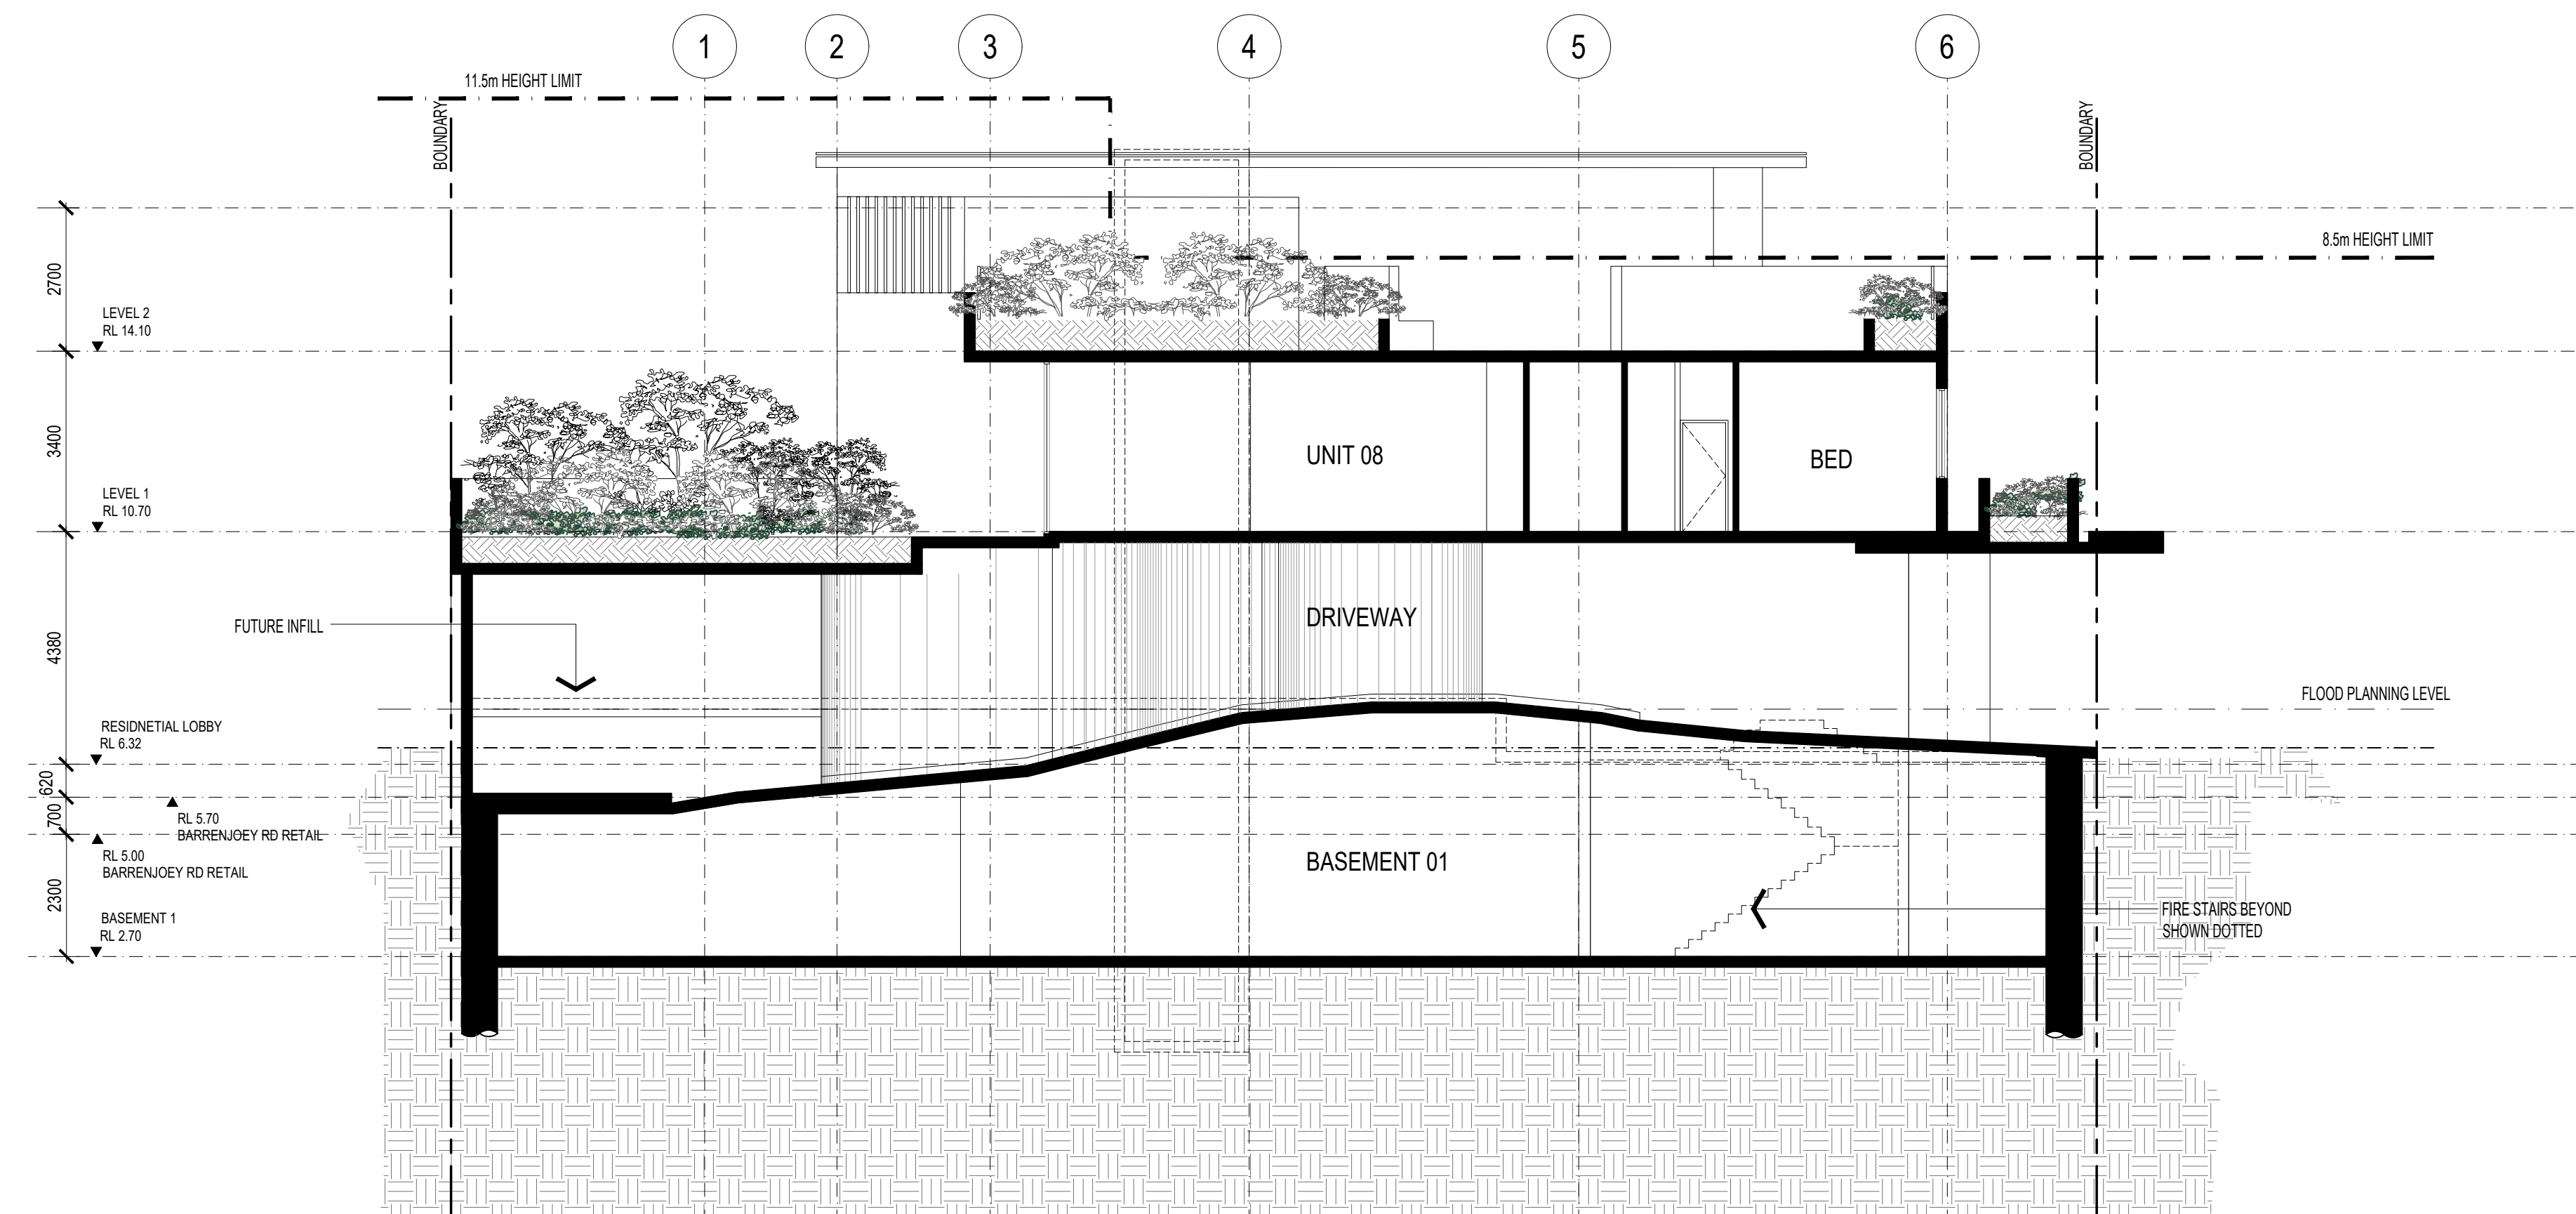 1
2
3
4
5
6
11.5m HEIGHT LIMIT
BOUNDARY
BOUNDARY
8.5m HEIGHT LIMIT
2700
LEVEL 2
RL 14.10
3400
UNIT 08
BED
LEVEL 1
RL 10.70
4380
FUTURE INFILL
DRIVEWAY
FLOOD PLANNING LEVEL
RESIDNETIAL LOBBY
RL 6.32
620
700
RL 5.70
BARRENJOEY RD RETAIL
RL 5.00
BARRENJOEY RD RETAIL
BASEMENT 01
2300
BASEMENT 1
RL 2.70
FIRE STAIRS BEYOND
SHOWN DOTTED